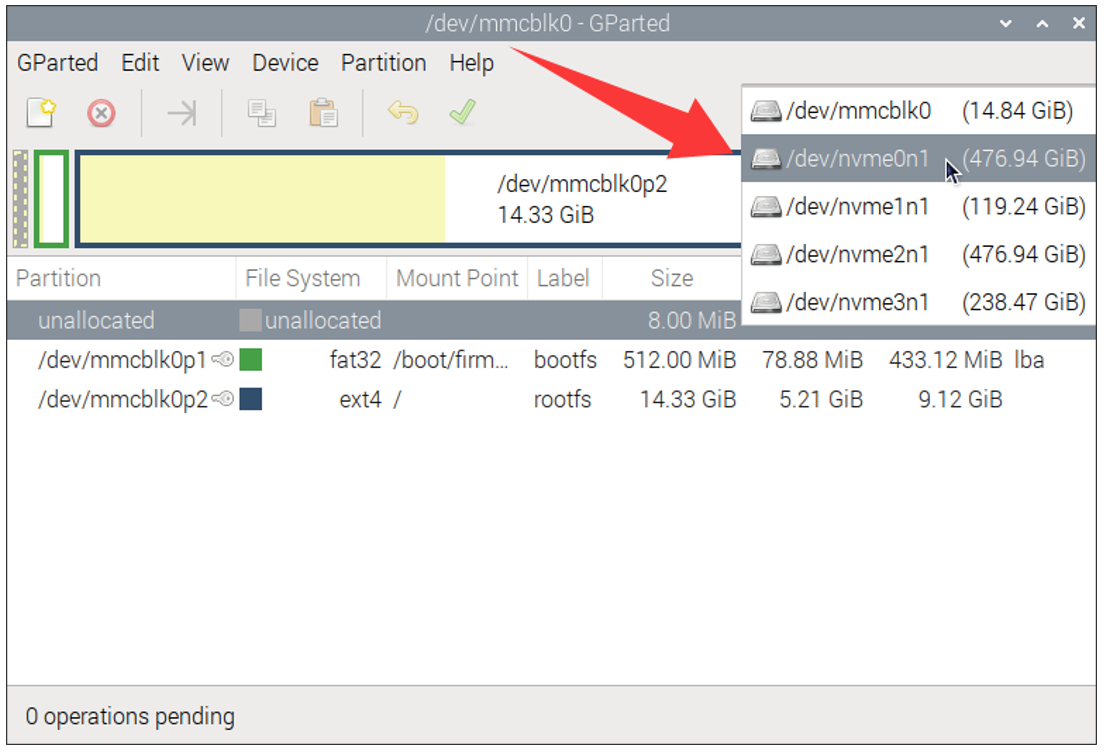 /dev/mmcblk0 - GParted
GParted Edit View Device Partition Help
/dev/mmcblk0 (14.84 GiB)
/dev/nvme0n1 (476.94 GiB)
/dev/nvme1n1 (119.24 GiB)
/dev/nvme2n1 (476.94 GiB)
/dev/nvme3n1 (238.47 GiB)
/dev/mmcblk0p2
14.33 GiB
Partition File System Mount Point Label Size
unallocated unallocated 8.00 MiB
/dev/mmcblk0p1 fat32 /boot/firm... bootfs 512.00 MiB 78.88 MiB 433.12 MiB lba
/dev/mmcblk0p2 ext4 / rootfs 14.33 GiB 5.21 GiB 9.12 GiB
0 operations pending